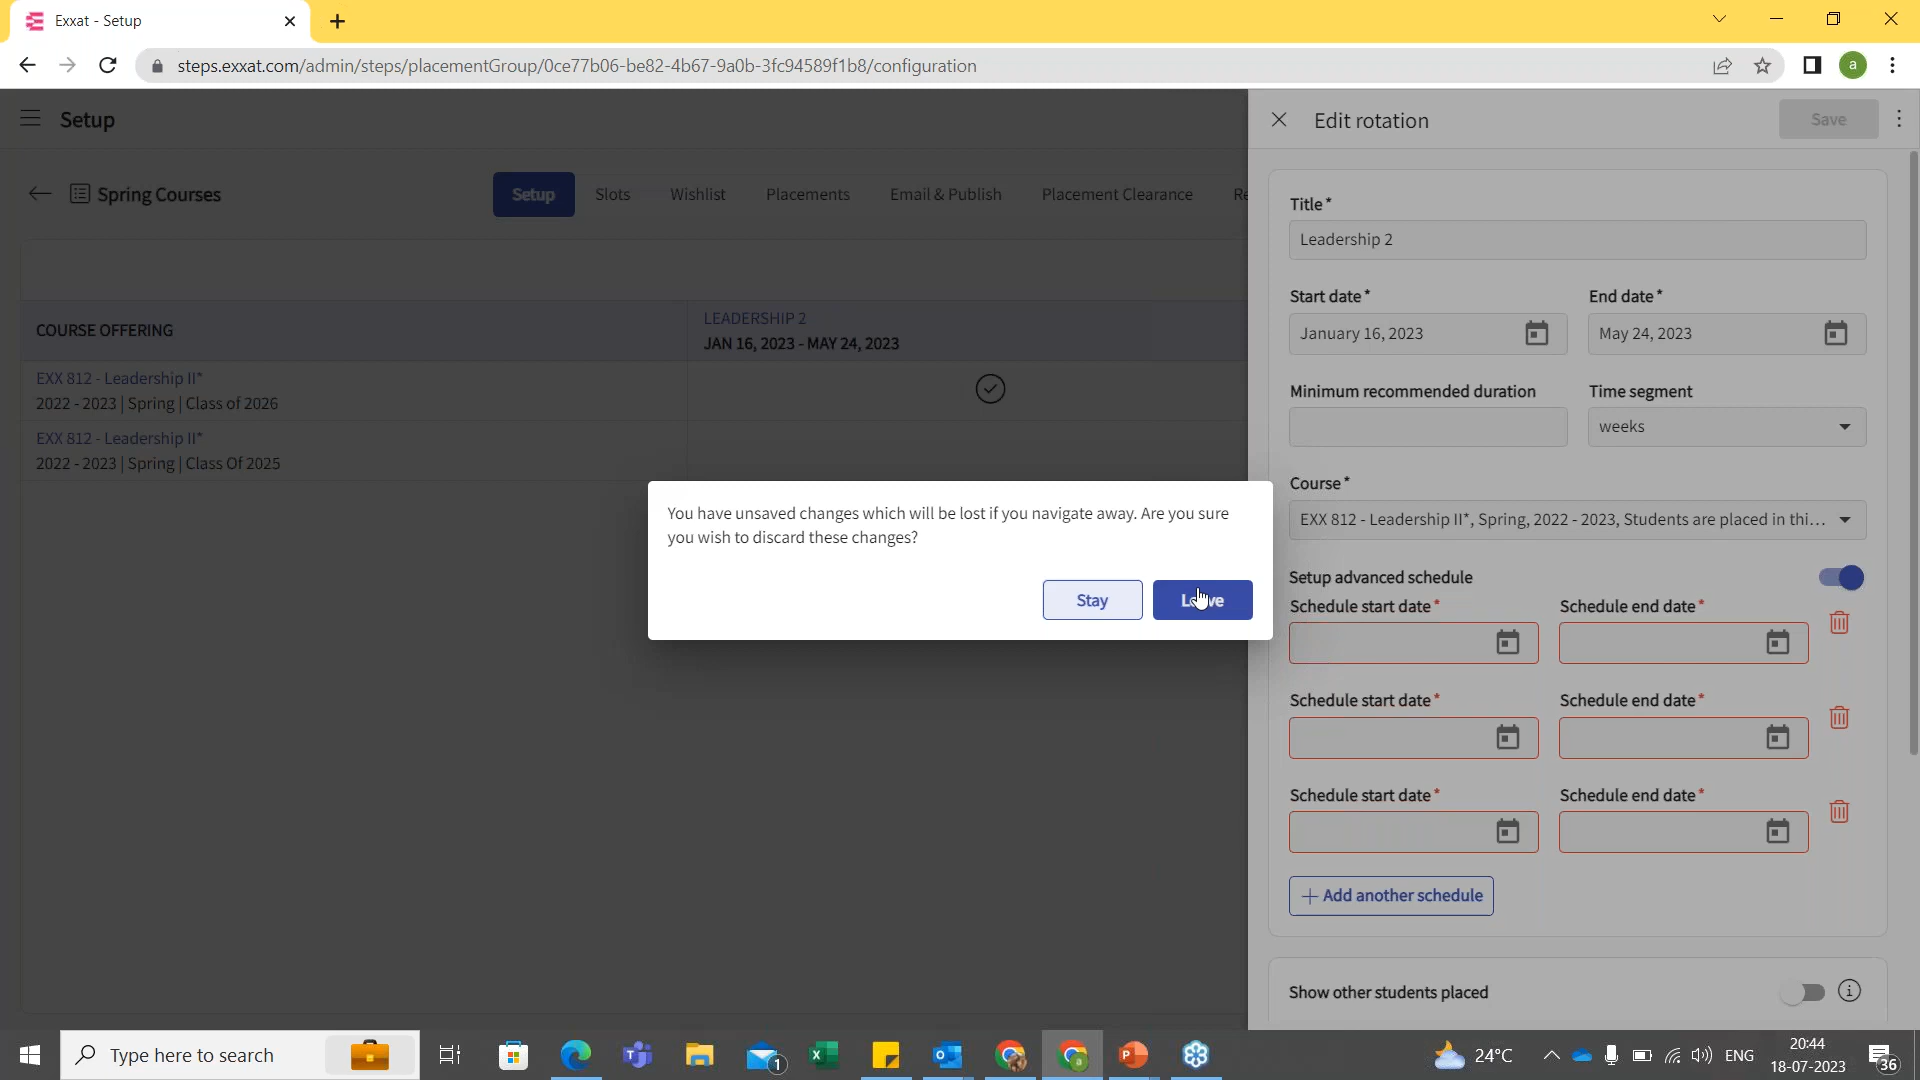 Exxat - Setup
steps.exxat.com/admin/steps/placementGroup/0ce77b06-be82-4b67-9a0b-3fc94589f1b8/configuration
a
Setup
Spring Courses
Setup
Slots
Wishlist
Placements
Email & Publish
Placement Clearance
COURSE OFFERING
LEADERSHIP 2
JAN 16, 2023 - MAY 24, 2023
EXX 812 - Leadership II*
2022 - 2023 | Spring | Class of 2026
EXX 812 - Leadership II*
2022 - 2023 | Spring | Class Of 2025
You have unsaved changes which will be lost if you navigate away. Are you sure
you wish to discard these changes?
Stay
Edit rotation
Save
Title*
Leadership 2
Start date*
End date*
January 16, 2023
May 24, 2023
Minimum recommended duration
Time segment
weeks
Course*
EXX 812 - Leadership II*, Spring, 2022 - 2023, Students are placed in thi...
Setup advanced schedule
Schedule start date*
Schedule end date*
Schedule start date*
Schedule end date*
Schedule start date*
Schedule end date*
Add another schedule
Show other students placed
Type here to search
1
24°C
ENG
20:44
18-07-2023
36